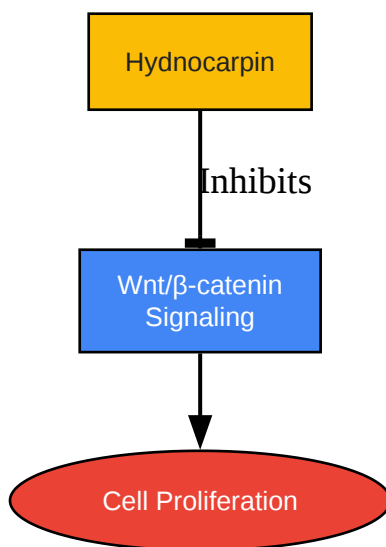 Hydnocarpin
Inhibits
Wnt/β-catenin
Signaling
Cell Proliferation